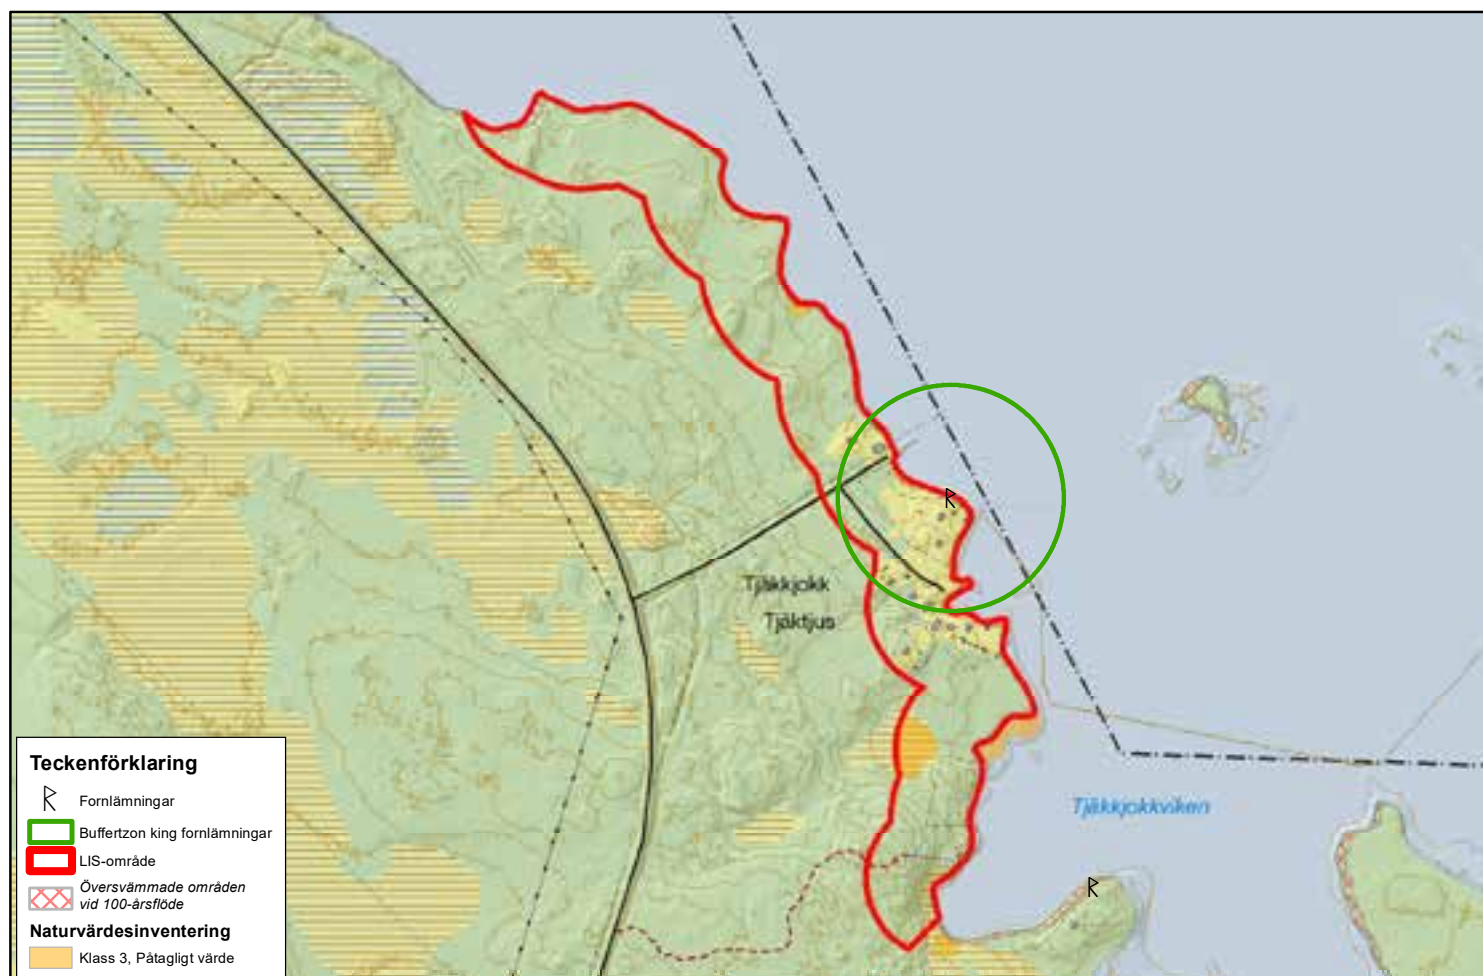 Tjäkkjokk
Tjäktjus
Tjäkkjokkviken
Teckenförklaring
Fornlämningar
Buffertzon king fornlämningar
LIS-område
Översvämmade områden
vid 100-årsflöde
Naturvärdesinventering
Klass 3, Påtagligt värde